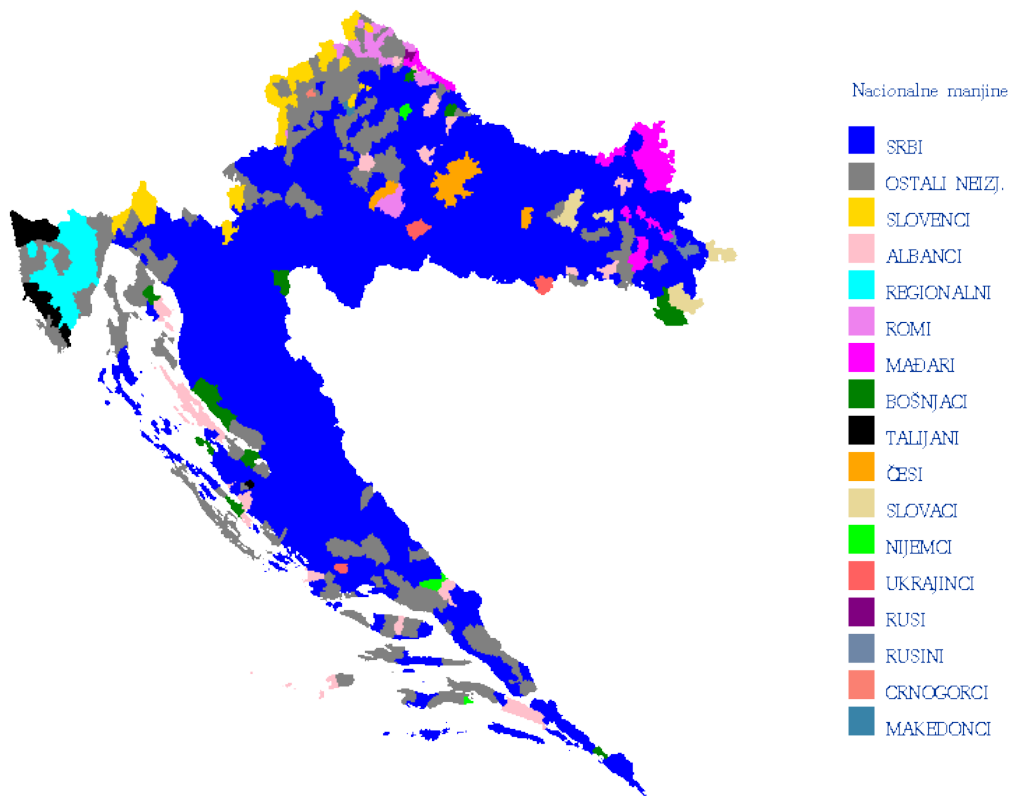 Nacionalne manjine
SRBI
OSTALI NEIZJ.
SLOVENCI
ALBANCI
REGIONALNI
ROMI
MAĐARI
BOŠNJACI
TALIJANI
ČESI
SLOVACI
NIJEMCI
UKRAJINCI
RUSI
RUSINI
CRNOGORCI
MAKEDONCI